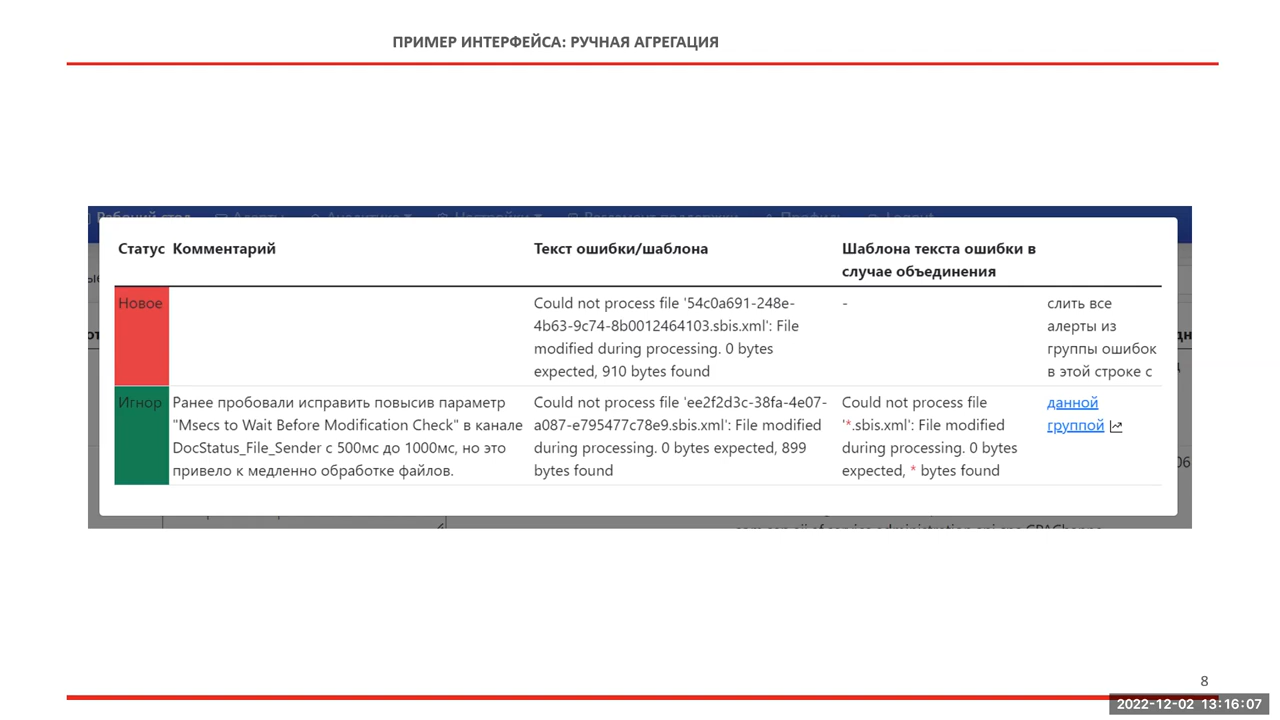 ПРИМЕР ИНТЕРФЕЙСА: РУЧНАЯ АГРЕГАЦИЯ
Статус Комментарий Текст ошибки/шаблона Шаблона текста ошибки в
случае объединения
Новое Could not process file '54c0a691-248e- - слить все
4b63-9c74-8b0012464103.sbis.xml': File алерты из
modified during processing. 0 bytes группы ошибок
expected, 910 bytes found в этой строке с
Игнор Ранее пробовали исправить повысив параметр Could not process file 'ee2f2d3c-38fa-4e07- Could not process file данной
"Msecs to Wait Before Modification Check" в канале a087-e795477c78e9.sbis.xml': File modified '*.sbis.xml': File modified группой
DocStatus_File_Sender с 500мс до 1000мс, но это during processing. 0 bytes expected, 899 during processing. 0 bytes
привело к медленно обработке файлов. bytes found expected, * bytes found
8
2022-12-02 13:16:07